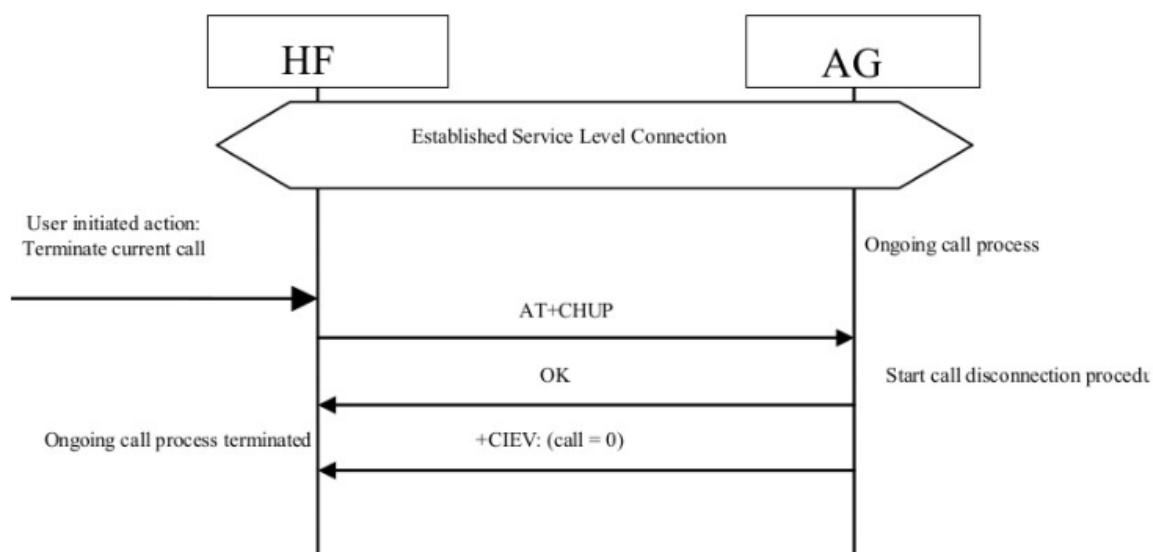 HF
AG
Established Service Level Connection
User initiated action:
Terminate current call
Ongoing call process
AT+CHUP
OK
Start call disconnection
Ongoing call process terminated
+CIEV: (call = 0)